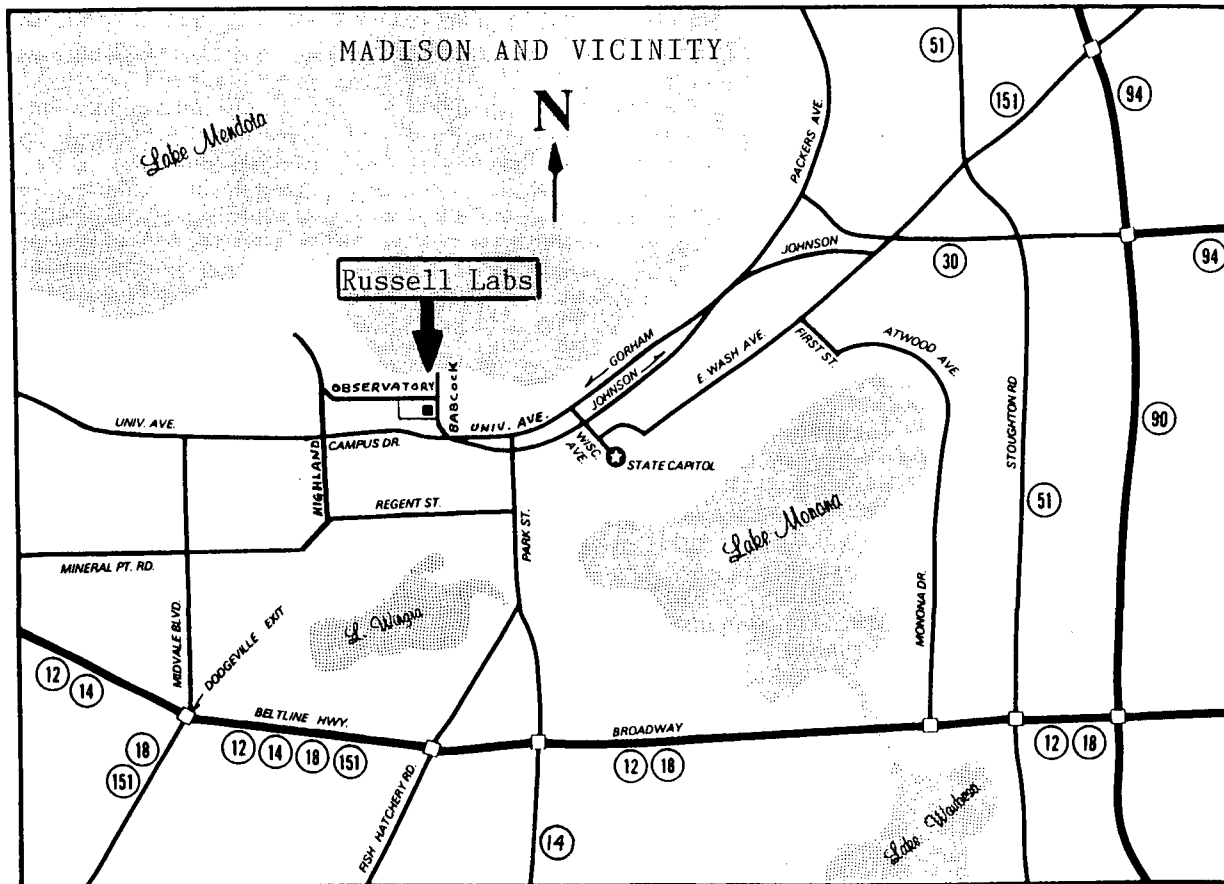 MADISON AND VICINITY
N
51
151
94
Lake Mendota
PACKERS AVE.
JOHNSON
30
94
Russell Labs
GORHAM
JOHNSON
E. WASH AVE.
FIRST ST.
ATWOOD AVE.
OBSERVATORY
BABCOCK
UNIV. AVE.
UNIV. AVE.
CAMPUS DR.
HIGHLAND
WISC. AVE.
STATE CAPITOL
STOUGHTON RD
90
REGENT ST.
PARK ST.
51
Lake Monona
MINERAL PT. RD.
L. Wingra
MONONA DR.
MIDVALE BLVD.
DODGEVILLE EXIT
12
14
BELTLINE HWY.
BROADWAY
18
151
12 14 18 151
12 18
12 18
FISH HATCHERY RD.
14
Lake Waubesa